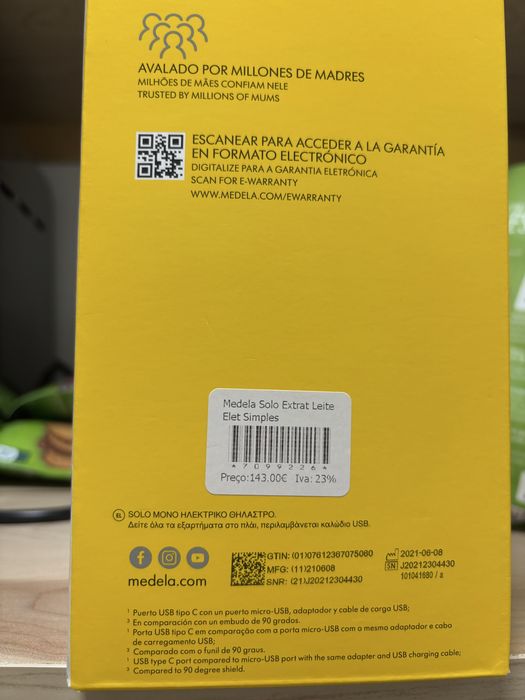 AVALADO POR MILLONES DE MADRES
MILHÕES DE MÃES CONFIAM NELE
TRUSTED BY MILLIONS OF MUMS
ESCANEAR PARA ACCEDER A LA GARANTÍA
EN FORMATO ELECTRÓNICO
DIGITALIZE PARA A GARANTIA ELETRÓNICA
SCAN FOR E-WARRANTY
WWW.MEDELA.COM/EWARRANTY
Medela Solo Extrat Leite
Elet Simples
*7099226*
Preço:143.00€ Iva: 23%
EL SOLO ΜΟΝΟ ΗΛΕΚΤΡΙΚΟ ΘΗΛΑΣΤΡΟ.
Δείτε όλα τα εξαρτήματα στο πλάι, περιλαμβάνεται καλώδιο USB.
medela.com
GTIN: (01)07612367075080
MFG: (11)210608
SNR: (21)J20212304430
2021-06-08
SN J20212304430
101041680 / a
¹ Puerto USB tipo C con un puerto micro-USB, adaptador y cable de carga USB;
³ En comparación con un embudo de 90 grados.
¹ Porta USB tipo C em comparação com a porta micro-USB com o mesmo adaptador e cabo
de carregamento USB;
³ Comparado com o funil de 90 graus.
¹ USB type C port compared to micro-USB port with the same adapter and USB charging cable;
³ Compared to 90 degree shield.